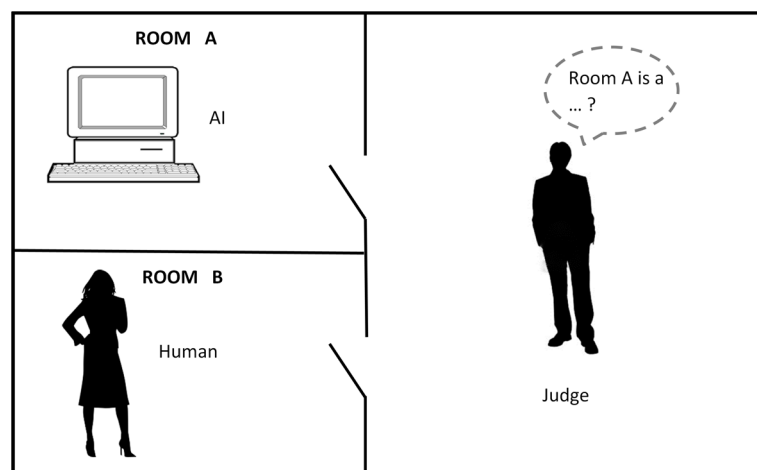 ROOM A
AI
Room A is a
... ?
ROOM B
Human
Judge